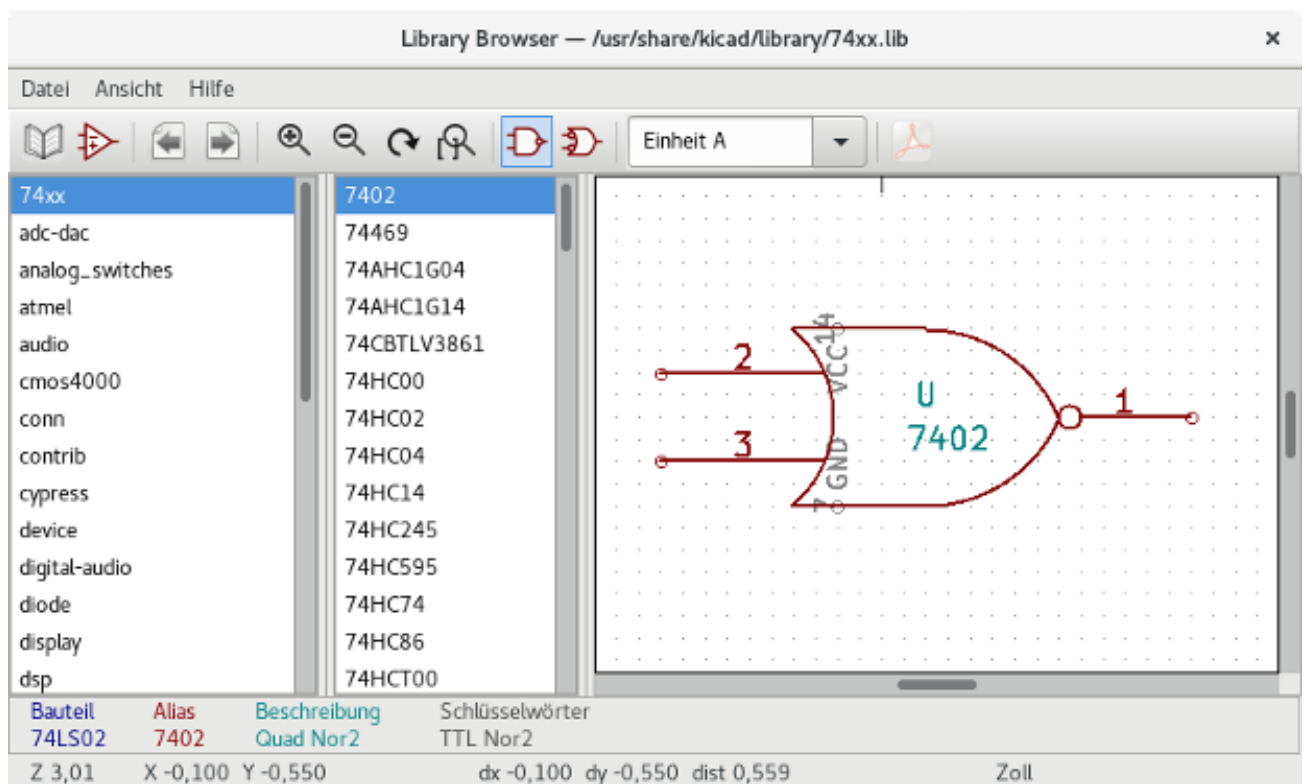 Library Browser — /usr/share/kicad/library/74xx.lib
Datei Ansicht Hilfe
Einheit A
74xx
adc-dac
analog_switches
atmel
audio
cmos4000
conn
contrib
cypress
device
digital-audio
diode
display
dsp
7402
74469
74AHC1G04
74AHC1G14
74CBTLV3861
74HC00
74HC02
74HC04
74HC14
74HC245
74HC595
74HC74
74HC86
74HCT00
14
VCC
2
U
7402
1
3
GND
7
Bauteil Alias Beschreibung Schlüsselwörter
74LS02 7402 Quad Nor2 TTL Nor2
Z 3,01 X -0,100 Y -0,550 dx -0,100 dy -0,550 dist 0,559 Zoll